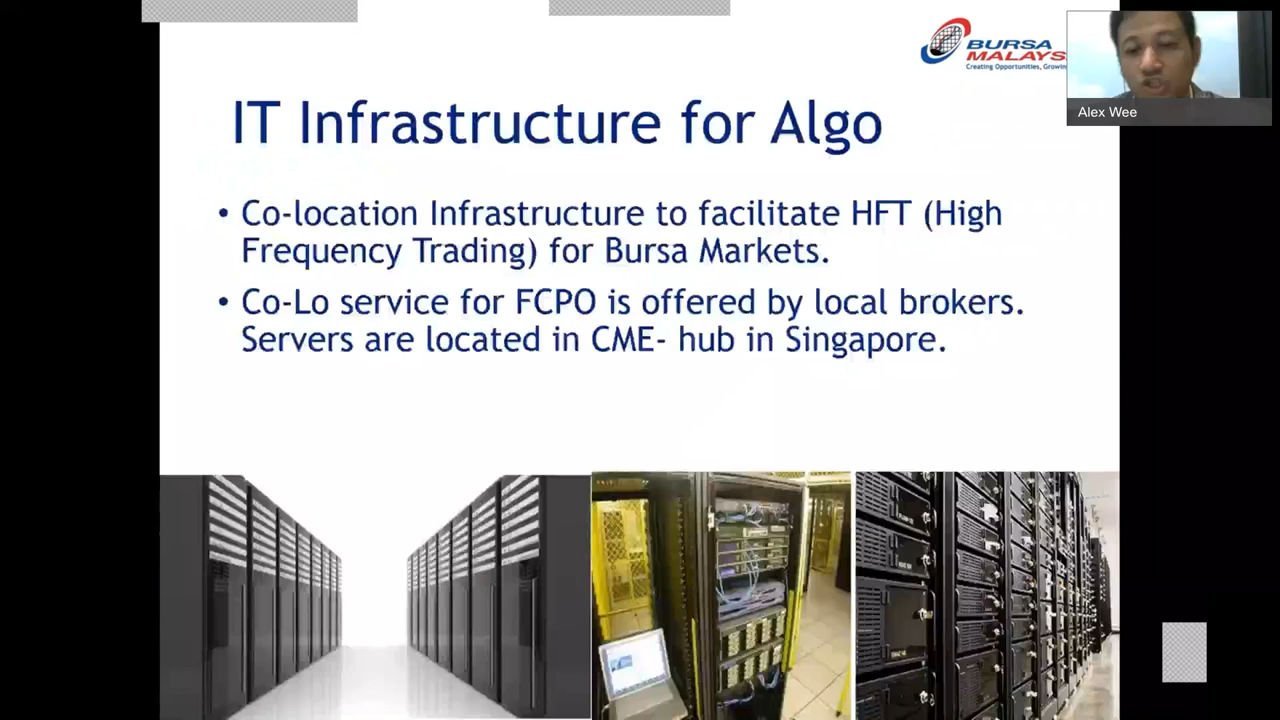 BURSA
MALAYS
Creating Opportunities, Growin
Alex Wee
IT Infrastructure for Algo
• Co-location Infrastructure to facilitate HFT (High
Frequency Trading) for Bursa Markets.
• Co-Lo service for FCPO is offered by local brokers.
Servers are located in CME- hub in Singapore.